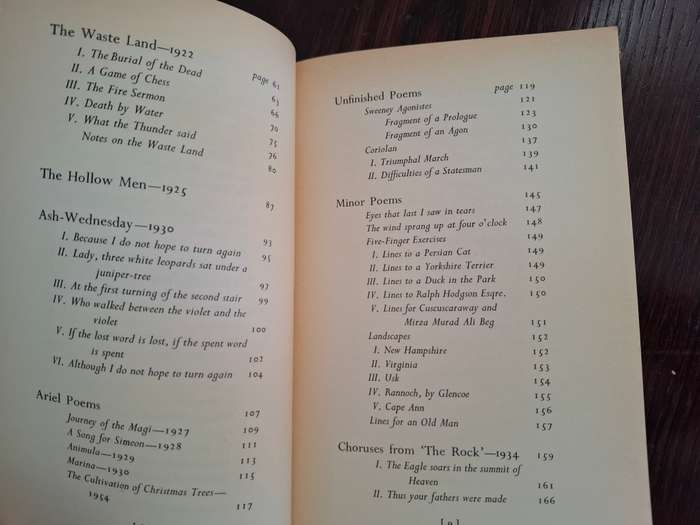 The Waste Land—1922 page 61
I. The Burial of the Dead 63
II. A Game of Chess 66
III. The Fire Sermon 70
IV. Death by Water 75
V. What the Thunder said 76
Notes on the Waste Land 80
The Hollow Men—1925 87
Ash-Wednesday—1930 93
I. Because I do not hope to turn again 95
II. Lady, three white leopards sat under a
juniper-tree 97
III. At the first turning of the second stair 99
IV. Who walked between the violet and the
violet 100
V. If the lost word is lost, if the spent word
is spent 102
VI. Although I do not hope to turn again 104
Ariel Poems 107
Journey of the Magi—1927 109
A Song for Simeon—1928 111
Animula—1929 113
Marina—1930 115
The Cultivation of Christmas Trees—
1954 117
Unfinished Poems page 119
Sweeney Agonistes 121
Fragment of a Prologue 123
Fragment of an Agon 130
Coriolan 137
I. Triumphal March 139
II. Difficulties of a Statesman 141
Minor Poems 145
Eyes that last I saw in tears 147
The wind sprang up at four o'clock 148
Five-Finger Exercises 149
I. Lines to a Persian Cat 149
II. Lines to a Yorkshire Terrier 149
III. Lines to a Duck in the Park 150
IV. Lines to Ralph Hodgson Esqre. 150
V. Lines for Cuscuscaraway and
Mirza Murad Ali Beg 151
Landscapes 152
I. New Hampshire 152
II. Virginia 153
III. Usk 154
IV. Rannoch, by Glencoe 155
V. Cape Ann 156
Lines for an Old Man 157
Choruses from 'The Rock'—1934 159
I. The Eagle soars in the summit of
Heaven 161
II. Thus your fathers were made 166
[ 9 ]